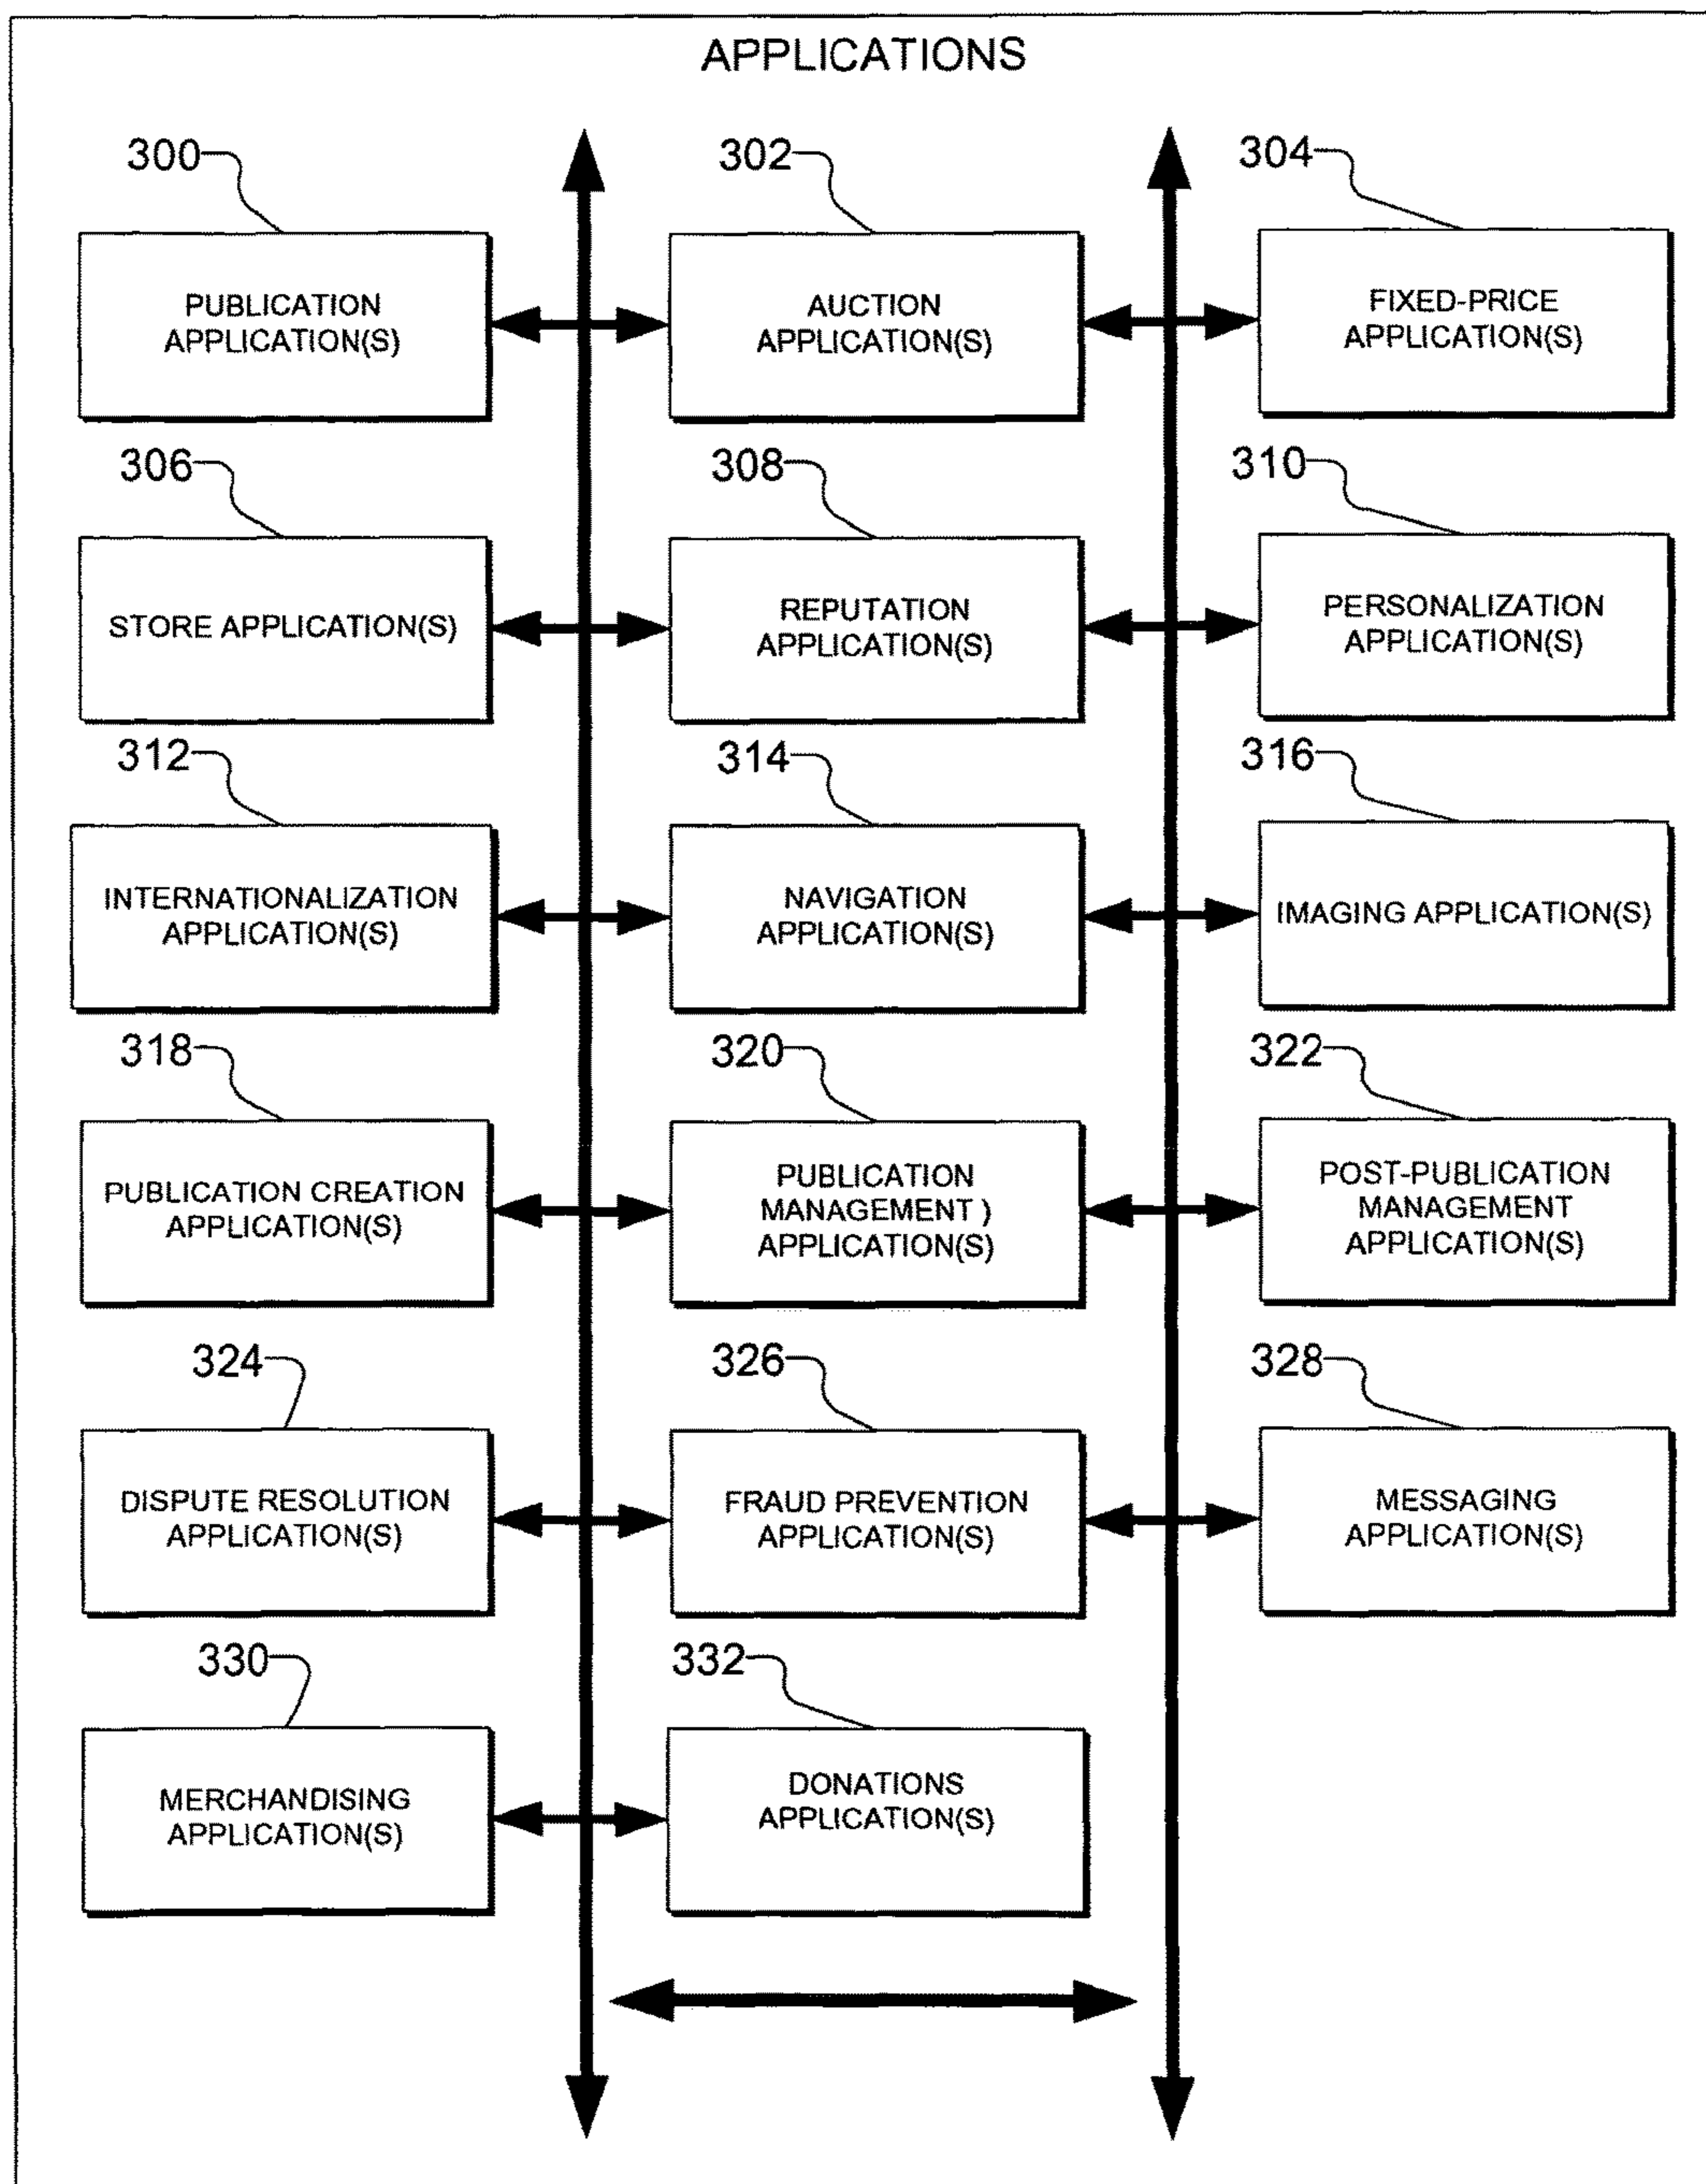 APPLICATIONS
300
302
304
PUBLICATION
APPLICATION(S)
AUCTION
APPLICATION(S)
FIXED-PRICE
APPLICATION(S)
306
308
310
STORE APPLICATION(S)
REPUTATION
APPLICATION(S)
PERSONALIZATION
APPLICATION(S)
312
314
316
INTERNATIONALIZATION
APPLICATION(S)
NAVIGATION
APPLICATION(S)
IMAGING APPLICATION(S)
318
320
322
PUBLICATION CREATION
APPLICATION(S)
PUBLICATION
MANAGEMENT )
APPLICATION(S)
POST-PUBLICATION
MANAGEMENT
APPLICATION(S)
324
326
328
DISPUTE RESOLUTION
APPLICATION(S)
FRAUD PREVENTION
APPLICATION(S)
MESSAGING
APPLICATION(S)
330
332
MERCHANDISING
APPLICATION(S)
DONATIONS
APPLICATION(S)